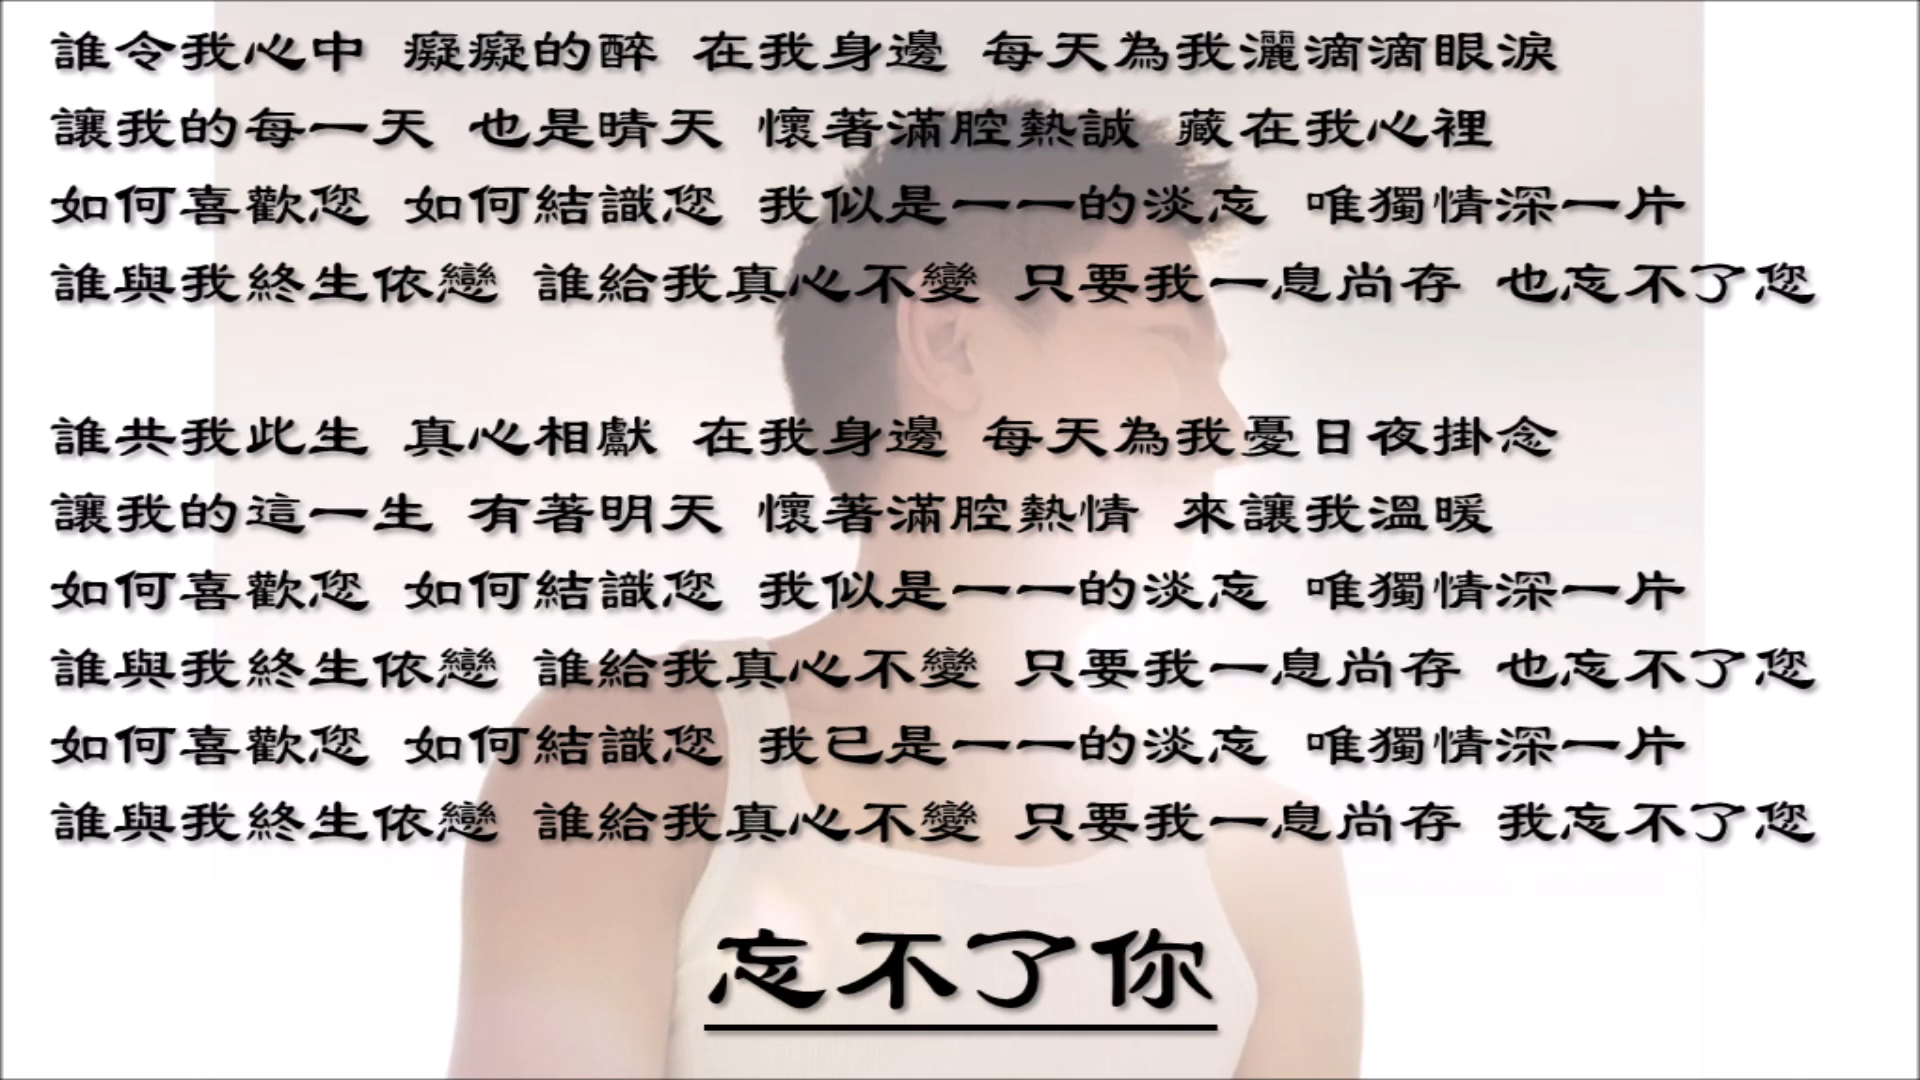 誰令我心中 癡癡的醉 在我身邊 每天為我灑滴滴眼淚
讓我的每一天 也是晴天 懷著滿腔熱誠 藏在我心裡
如何喜歡您 如何結識您 我似是一一的淡忘 唯獨情深一片
誰與我終生依戀 誰給我真心不變 只要我一息尚存 也忘不了您
誰共我此生 真心相獻 在我身邊 每天為我憂日夜掛念
讓我的這一生 有著明天 懷著滿腔熱情 來讓我溫暖
如何喜歡您 如何結識您 我似是一一的淡忘 唯獨情深一片
誰與我終生依戀 誰給我真心不變 只要我一息尚存 也忘不了您
如何喜歡您 如何結識您 我已是一一的淡忘 唯獨情深一片
誰與我終生依戀 誰給我真心不變 只要我一息尚存 我忘不了您
忘不了你